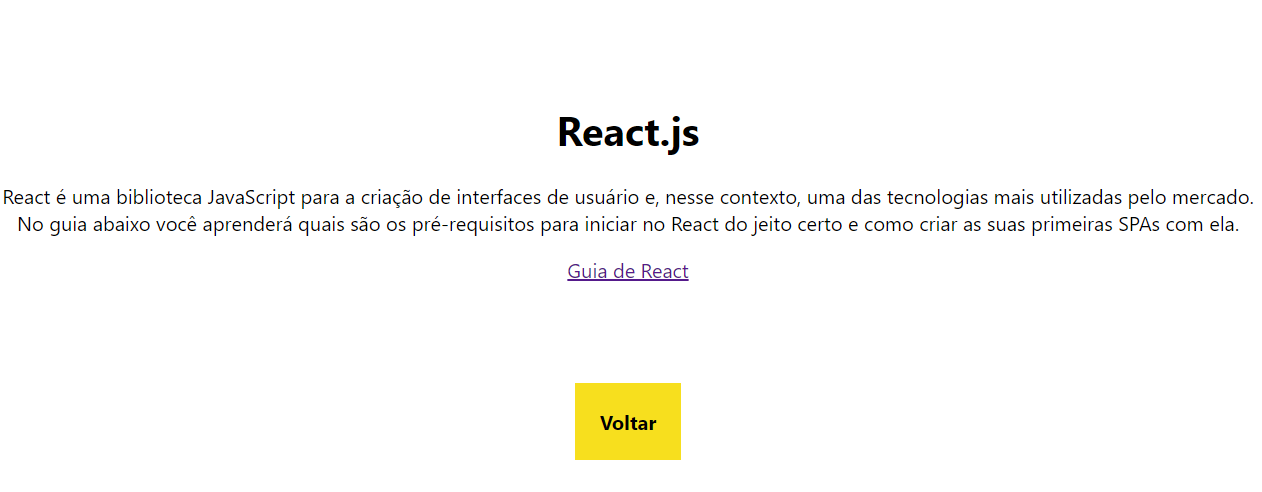 React.js
React é uma biblioteca JavaScript para a criação de interfaces de usuário e, nesse contexto, uma das tecnologias mais utilizadas pelo mercado.
No guia abaixo você aprenderá quais são os pré-requisitos para iniciar no React do jeito certo e como criar as suas primeiras SPAs com ela.
Guia de React
Voltar